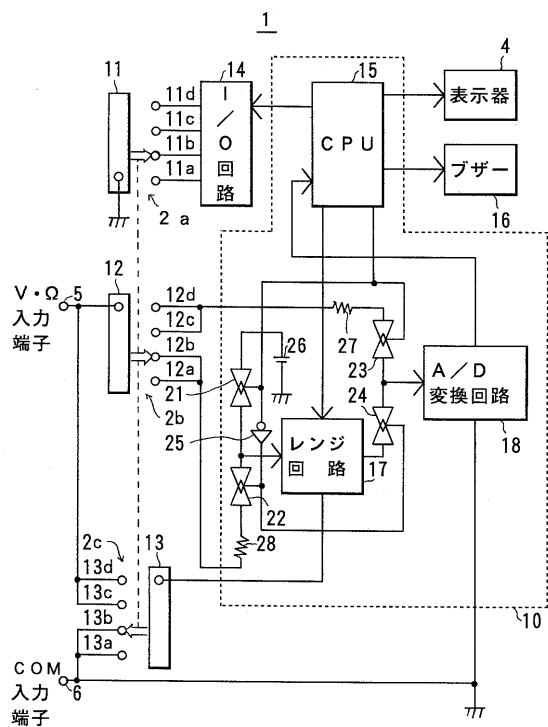 1
11
14
15
4
11d
11c
11b
11a
I/O回路
CPU
表示器
ブザー
16
2a
12
V・Ω
入力
端子
5
12d
12c
12b
12a
2b
26
21
25
27
23
24
A/D
変換回路
18
レンジ
回路
17
22
28
2c
13
13d
13c
13b
13a
10
COM
入力
端子
6